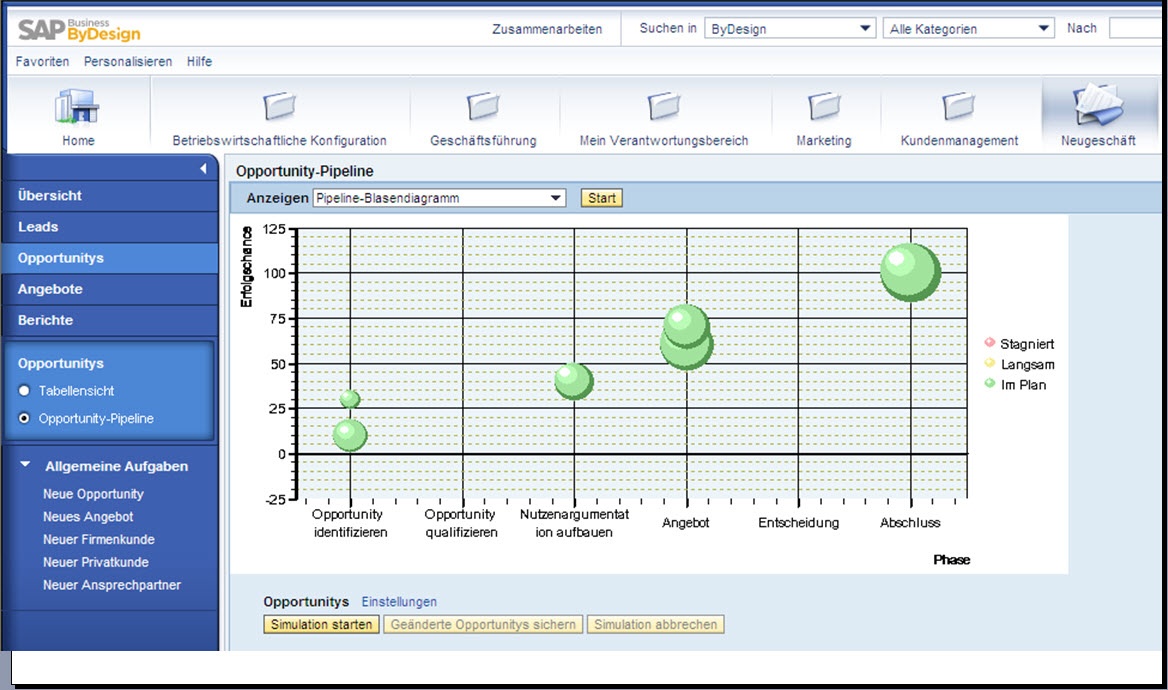 SAP Business ByDesign
Zusammenarbeiten Suchen in ByDesign Alle Kategorien Nach
Favoriten Personalisieren Hilfe
Home Betriebswirtschaftliche Konfiguration Geschäftsführung Mein Verantwortungsbereich Marketing Kundenmanagement Neugeschäft
Übersicht
Leads
Opportunitys
Angebote
Berichte
Opportunitys
Tabellensicht
Opportunity-Pipeline
Allgemeine Aufgaben
Neue Opportunity
Neues Angebot
Neuer Firmenkunde
Neuer Privatkunde
Neuer Ansprechpartner
Opportunity-Pipeline
Anzeigen Pipeline-Blasendiagramm Start
Erfolgschance
125
100
75
50
25
0
-25
Opportunity identifizieren
Opportunity qualifizieren
Nutzenargumentat
ion aufbauen
Angebot
Entscheidung
Abschluss
Phase
Stagniert
Langsam
Im Plan
Opportunitys Einstellungen
Simulation starten Geänderte Opportunitys sichern Simulation abbrechen